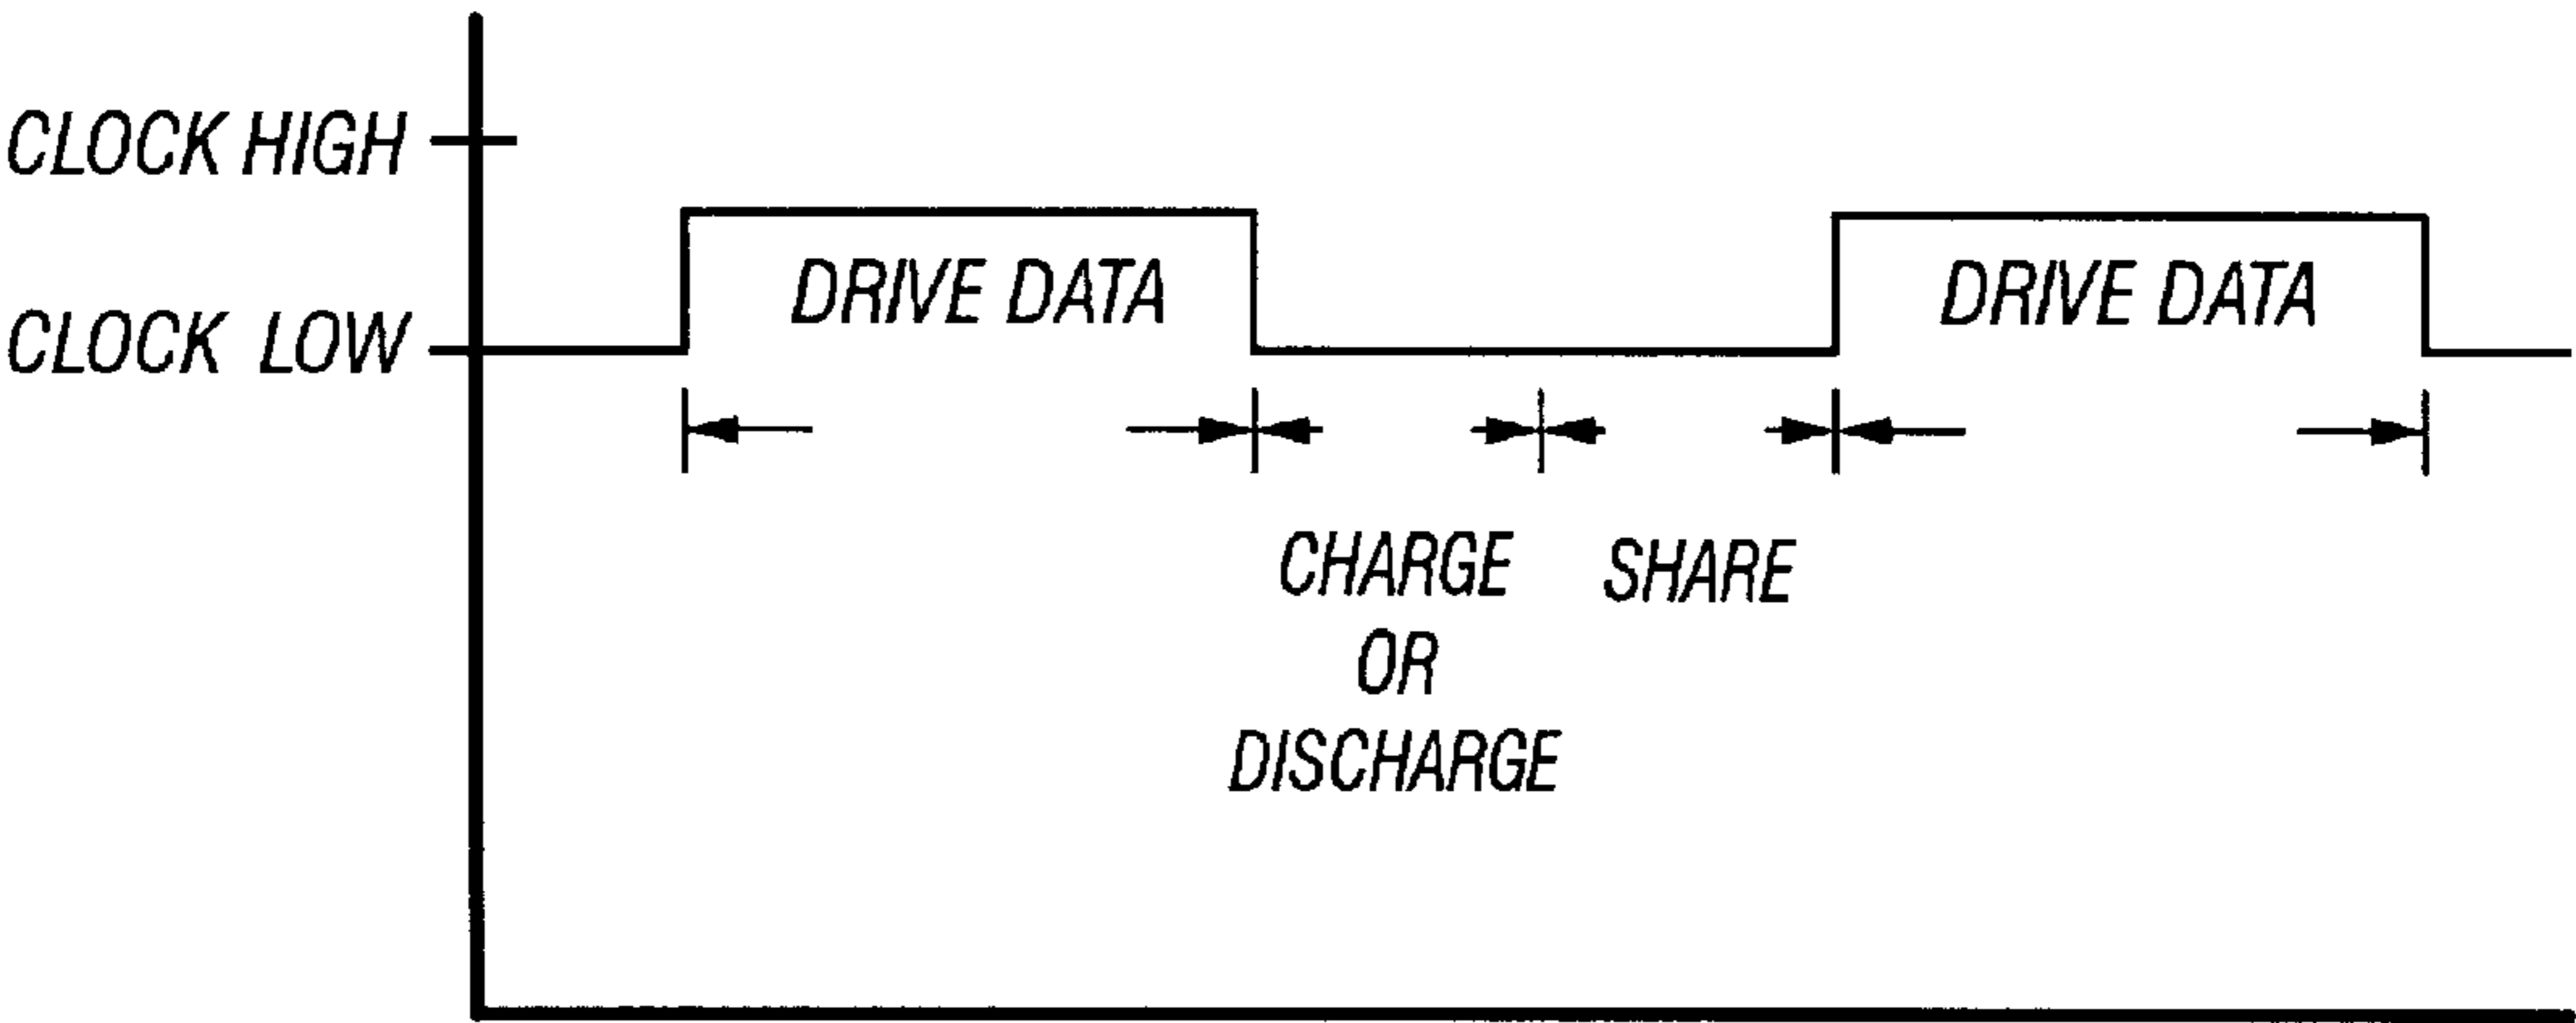 CLOCK HIGH
CLOCK LOW
DRIVE DATA
DRIVE DATA
CHARGE
OR
DISCHARGE
SHARE